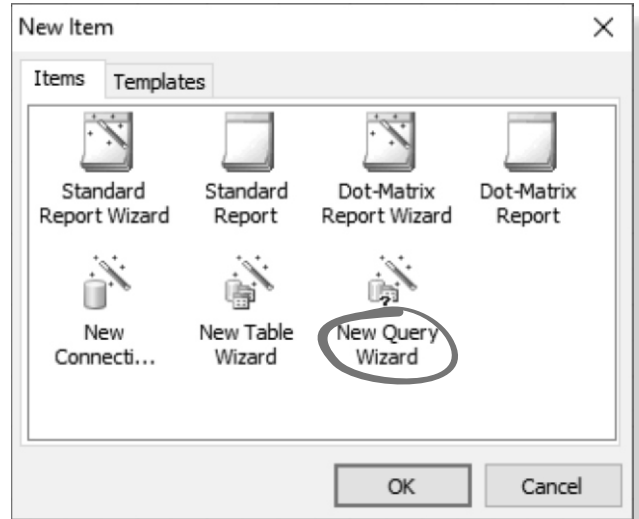 New Item
Items Templates
Standard Standard Dot-Matrix Dot-Matrix
Report Wizard Report Report Wizard Report
New New Table New Query
Connecti... Wizard Wizard
OK Cancel